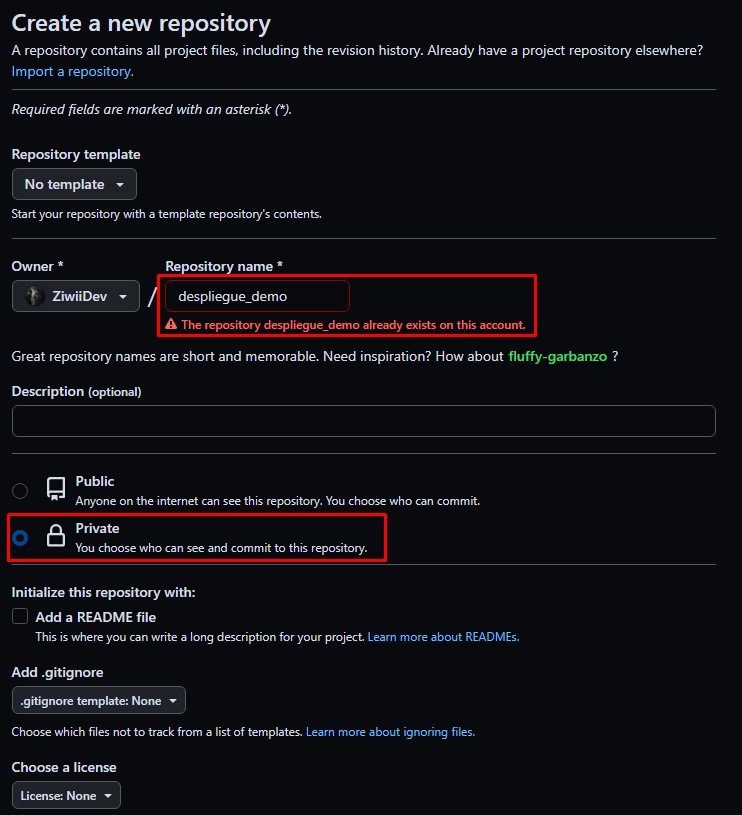 Create a new repository
A repository contains all project files, including the revision history. Already have a project repository elsewhere?
Import a repository.
Required fields are marked with an asterisk (*).
Repository template
No template
Start your repository with a template repository's contents.
Owner * Repository name *
ZiwiiDev / despliegue_demo
The repository despliegue_demo already exists on this account.
Great repository names are short and memorable. Need inspiration? How about fluffy-garbanzo ?
Description (optional)
Public
Anyone on the internet can see this repository. You choose who can commit.
Private
You choose who can see and commit to this repository.
Initialize this repository with:
Add a README file
This is where you can write a long description for your project. Learn more about READMEs.
Add .gitignore
.gitignore template: None
Choose which files not to track from a list of templates. Learn more about ignoring files.
Choose a license
License: None